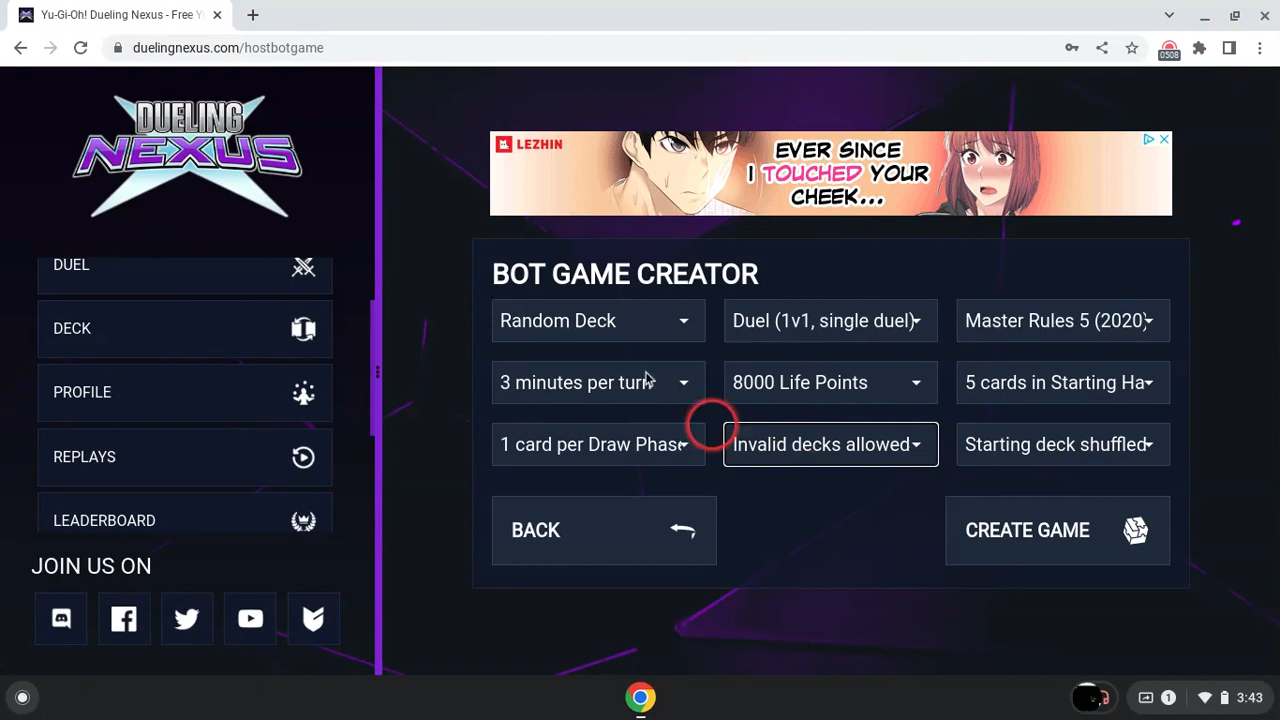 Yu-Gi-Oh! Dueling Nexus - Free Y
duelingnexus.com/hostbotgame
0508
DUELING
NEXUS
DUEL
DECK
PROFILE
REPLAYS
LEADERBOARD
JOIN US ON
LEZHIN
EVER SINCE
I TOUCHED YOUR
CHEEK...
BOT GAME CREATOR
Random Deck
Duel (1v1, single duel)
Master Rules 5 (2020)
3 minutes per turn
8000 Life Points
5 cards in Starting Ha
1 card per Draw Phase
Invalid decks allowed
Starting deck shuffled
BACK
CREATE GAME
1
3:43